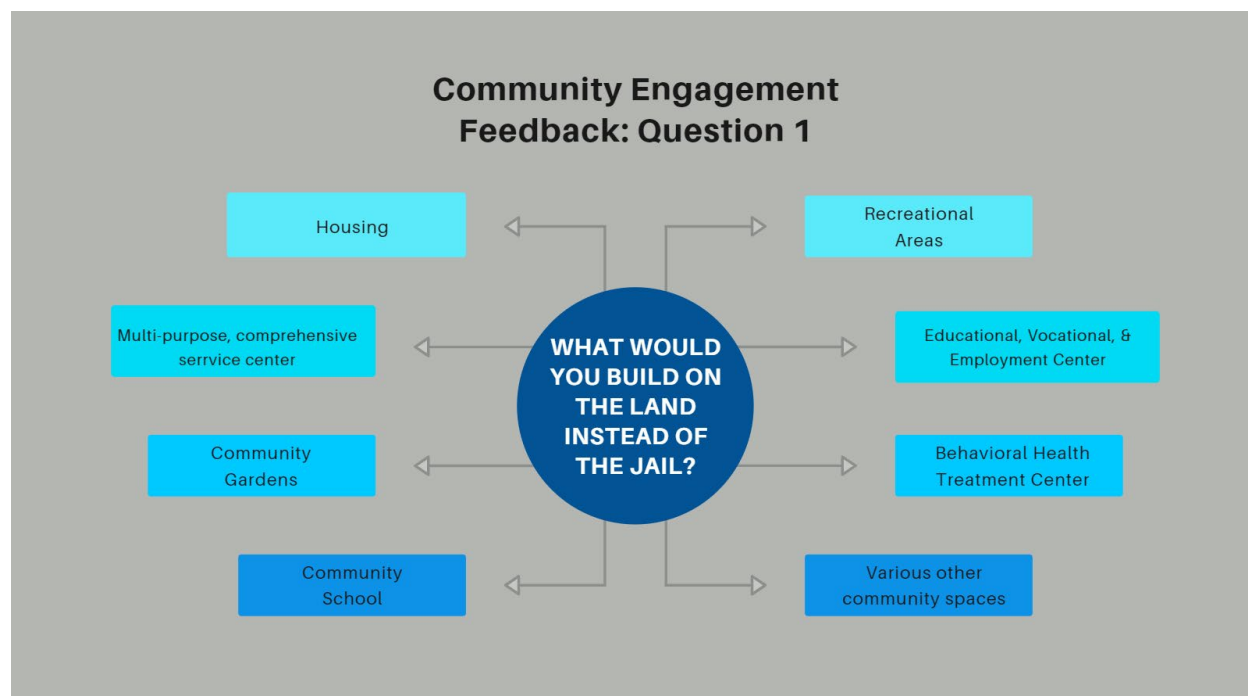 Community Engagement
Feedback: Question 1
Housing
Recreational
Areas
Multi-purpose, comprehensive
serrvice center
Educational, Vocational, &
Employment Center
WHAT WOULD
YOU BUILD ON
THE LAND
INSTEAD OF
THE JAIL?
Community
Gardens
Behavioral Health
Treatment Center
Community
School
Various other
community spaces